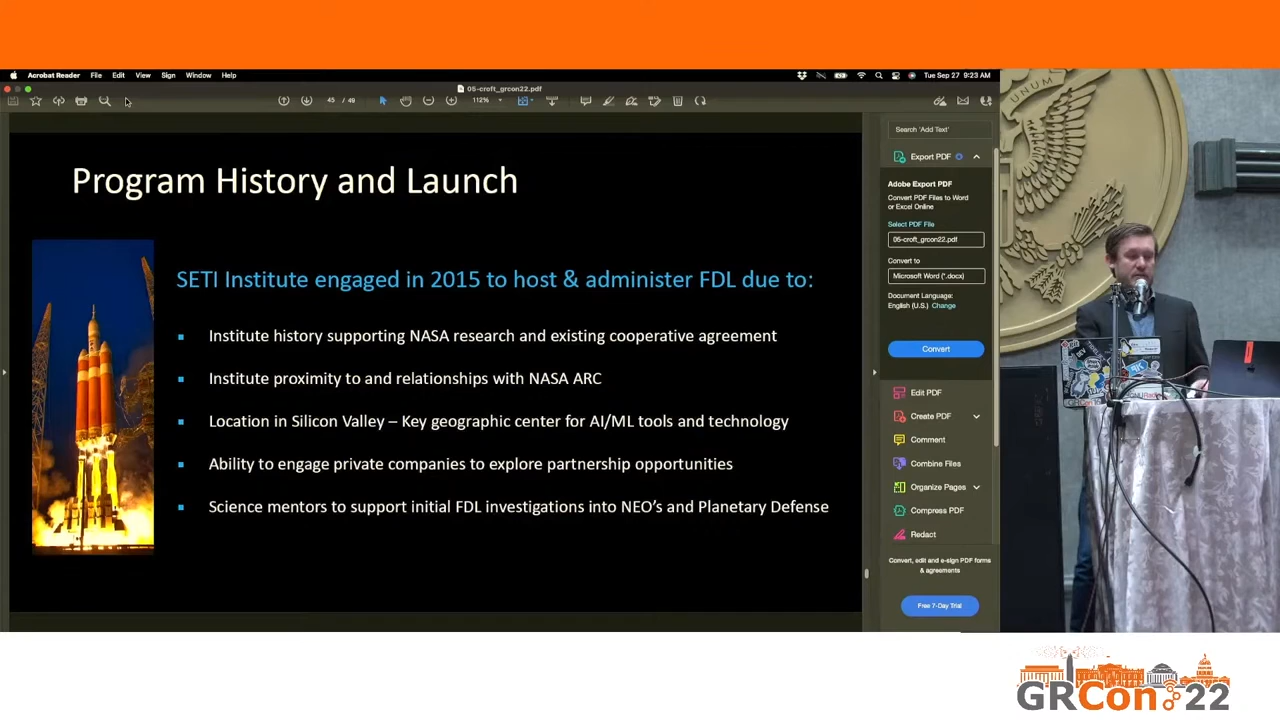 Acrobat Reader File Edit View Sign Window Help Tue Sep 27 9:23 AM
05-croft_grcon22.pdf
45 / 49 112%
Program History and Launch
SETI Institute engaged in 2015 to host & administer FDL due to:
Institute history supporting NASA research and existing cooperative agreement
Institute proximity to and relationships with NASA ARC
Location in Silicon Valley – Key geographic center for AI/ML tools and technology
Ability to engage private companies to explore partnership opportunities
Science mentors to support initial FDL investigations into NEO's and Planetary Defense
Search 'Add Text'
Export PDF
Adobe Export PDF
Convert PDF Files to Word
or Excel Online
Select PDF File
05-croft_grcon22.pdf
Convert to
Microsoft Word (*.docx)
Document Language:
English (U.S.) Change
Convert
Edit PDF
Create PDF
Comment
Combine Files
Organize Pages
Compress PDF
Redact
Convert, edit and e-sign PDF forms
& agreements
Free 7-Day Trial
UNUM
GRCon 22